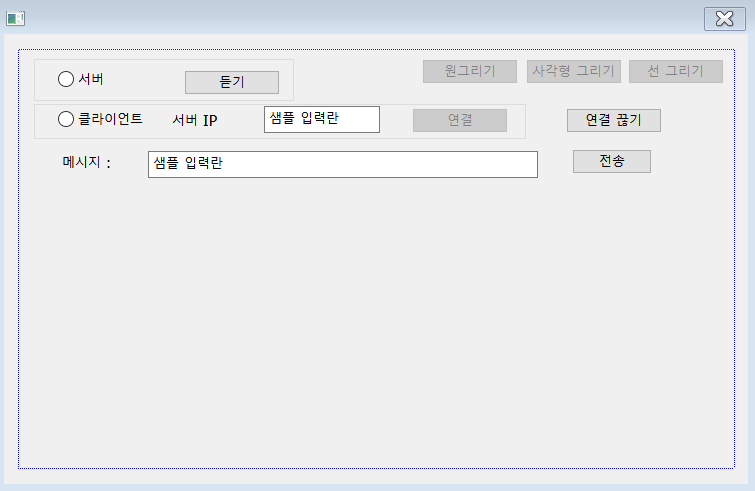 서버 듣기 원그리기 사각형 그리기 선 그리기
클라이언트 서버 IP 샘플 입력란 연결 연결 끊기
메시지 : 샘플 입력란 전송